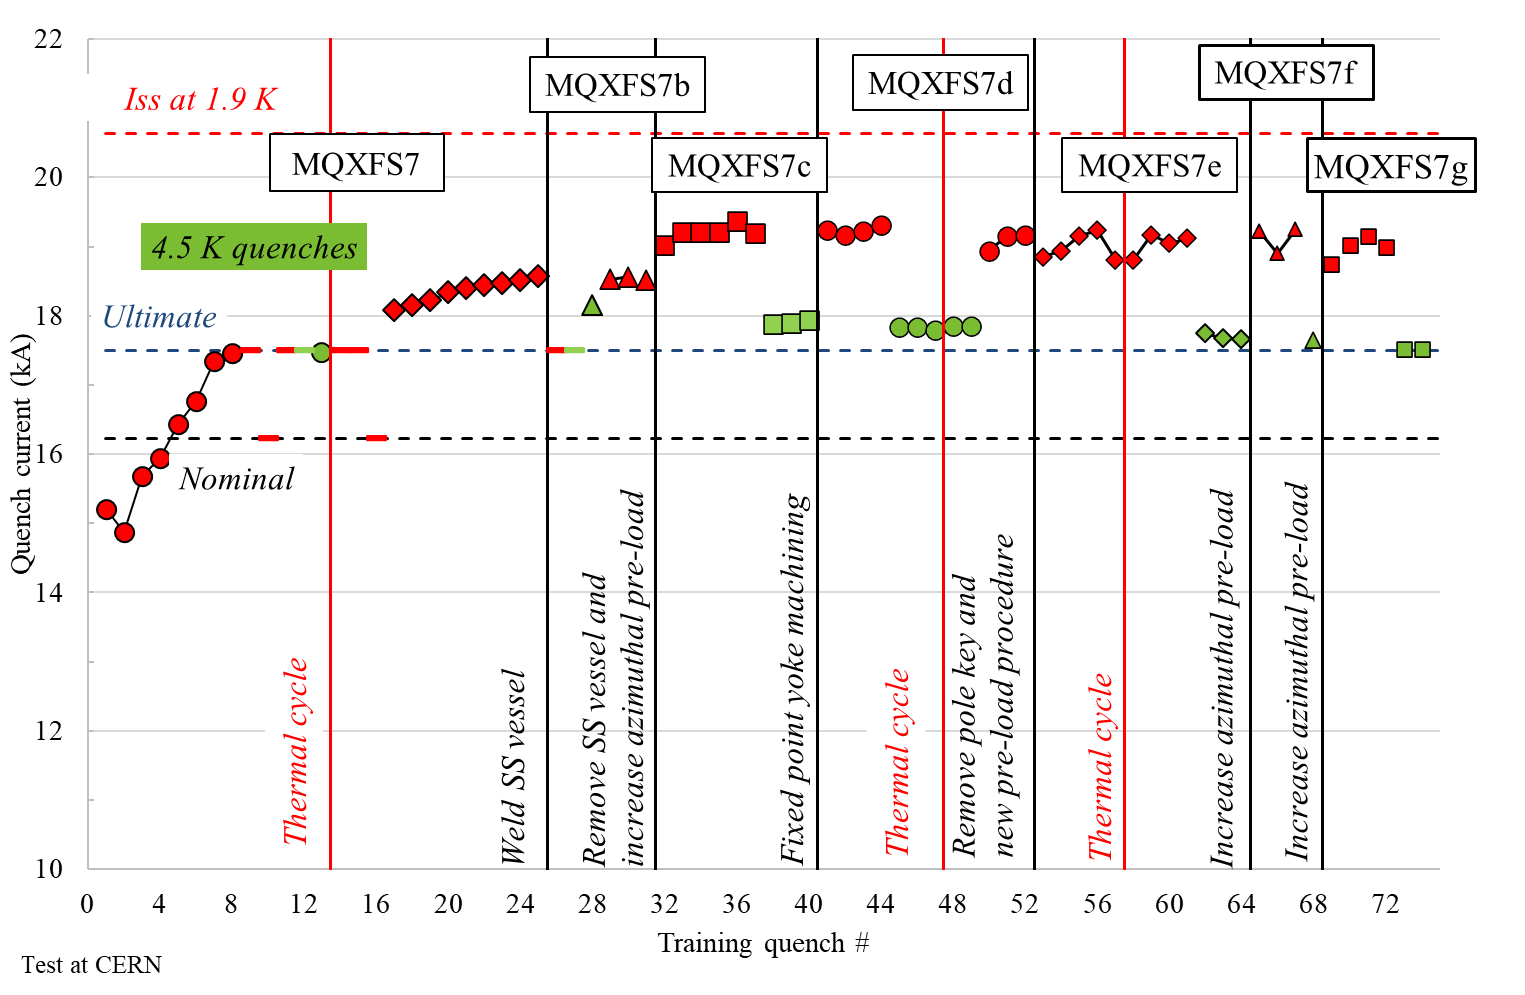 22
20
18
16
14
12
10
Quench current (kA)
Iss at 1.9 K
4.5 K quenches
Ultimate
Nominal
MQXFS7
MQXFS7b
MQXFS7c
MQXFS7d
MQXFS7e
MQXFS7f
MQXFS7g
Thermal cycle
Weld SS vessel
Remove SS vessel and
increase azimuthal pre-load
Fixed point yoke machining
Thermal cycle
Remove pole key and
new pre-load procedure
Thermal cycle
Increase azimuthal pre-load
Increase azimuthal pre-load
0 4 8 12 16 20 24 28 32 36 40 44 48 52 56 60 64 68 72
Training quench #
Test at CERN